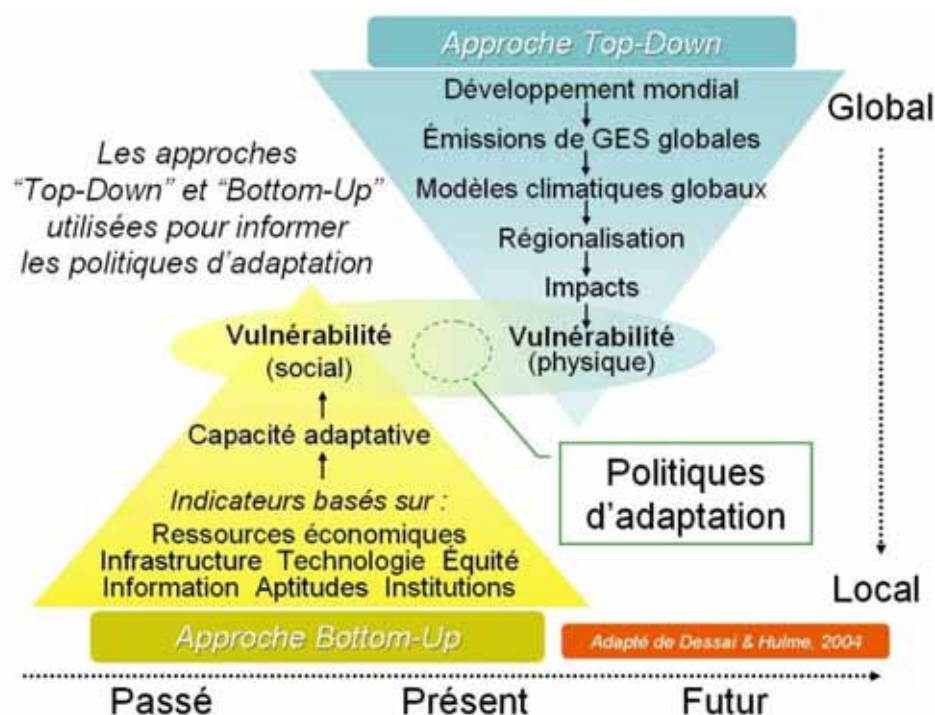 Approche Top-Down
Développement mondial
Émissions de GES globales
Modèles climatiques globaux
Régionalisation
Impacts
Vulnérabilité
(physique)
Global
Local
Les approches
“Top-Down” et “Bottom-Up”
utilisées pour informer
les politiques d’adaptation
Vulnérabilité
(social)
Capacité adaptative
Indicateurs basés sur :
Ressources économiques
Infrastructure Technologie Équité
Information Aptitudes Institutions
Politiques
d’adaptation
Approche Bottom-Up
Adapté de Dessai & Hulme, 2004
Passé Présent Futur